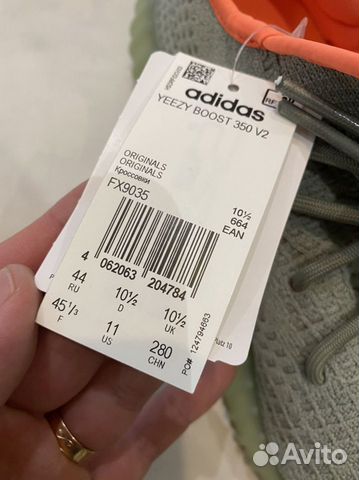 adidas
YEEZY BOOST 350 V2
ORIGINALS
ORIGINALS
Кроссовки
FX9035
10½
664
EAN
4 062063 204784
44
RU
10½
D
10½
UK
45⅓
F
11
US
280
CHN
PO# 124794663
Avito